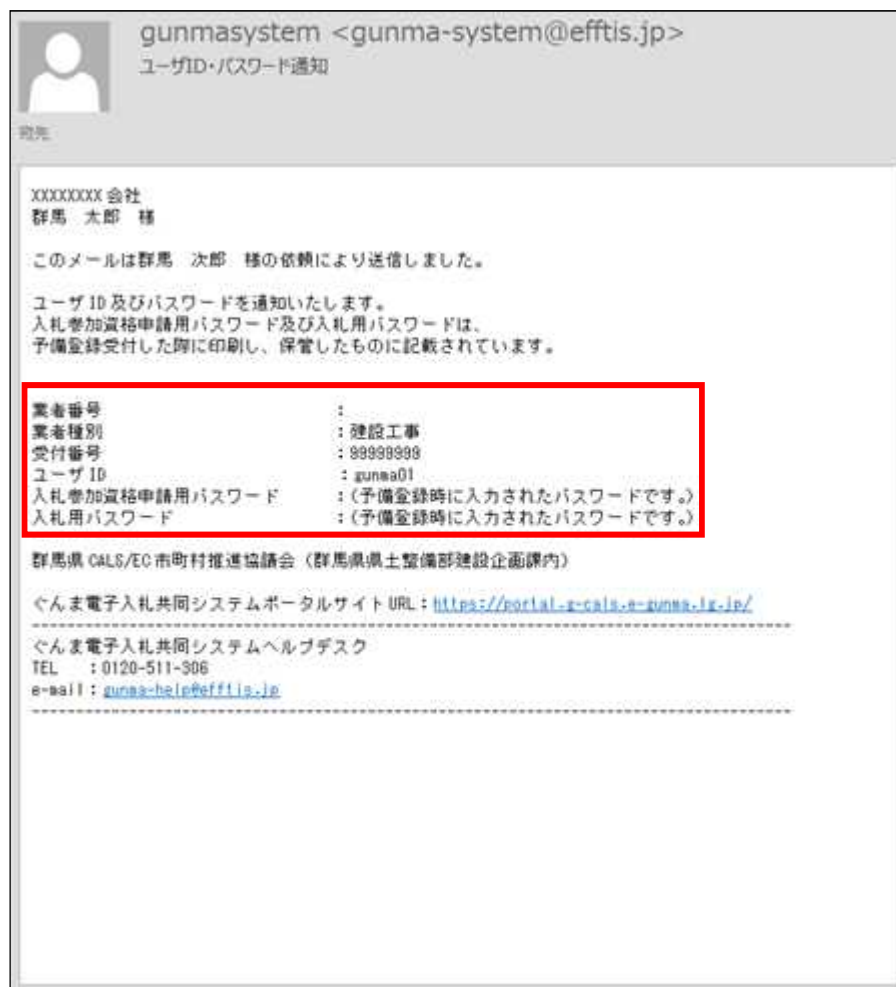 gunmasystem <gunma-system@efftis.jp>
ユーザID・パスワード通知
宛先
XXXXXXXX 会社
群馬 太郎 様
このメールは群馬 次郎 様の依頼により送信しました。
ユーザ ID 及びパスワードを通知いたします。
入札参加資格申請用パスワード及び入札用パスワードは、
予備登録受付した際に印刷し、保管したものに記載されています。
業者番号 :
業者種別 : 建設工事
受付番号 : 99999999
ユーザ ID : gunma01
入札参加資格申請用パスワード : (予備登録時に入力されたパスワードです。)
入札用パスワード : (予備登録時に入力されたパスワードです。)
群馬県 CALS/EC 市町村推進協議会 (群馬県県土整備部建設企画課内)
ぐんま電子入札共同システムポータルサイト URL : https://portal.g-cals.e-gunma.lg.jp/
--------------------------------------------------------------------------------
ぐんま電子入札共同システムヘルプデスク
TEL : 0120-511-306
e-mail : gunma-help@efftis.jp
--------------------------------------------------------------------------------